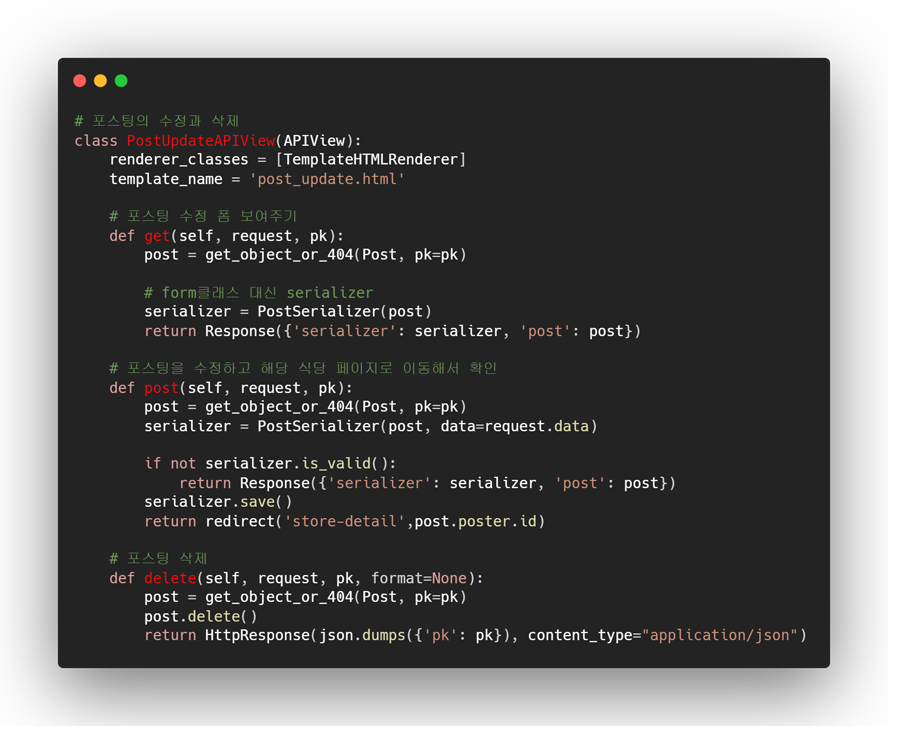 # 포스팅의 수정과 삭제
class PostUpdateAPIView(APIView):
    renderer_classes = [TemplateHTMLRenderer]
    template_name = 'post_update.html'

    # 포스팅 수정 폼 보여주기
    def get(self, request, pk):
        post = get_object_or_404(Post, pk=pk)

        # form클래스 대신 serializer
        serializer = PostSerializer(post)
        return Response({'serializer': serializer, 'post': post})

    # 포스팅을 수정하고 해당 식당 페이지로 이동해서 확인
    def post(self, request, pk):
        post = get_object_or_404(Post, pk=pk)
        serializer = PostSerializer(post, data=request.data)

        if not serializer.is_valid():
            return Response({'serializer': serializer, 'post': post})
        serializer.save()
        return redirect('store-detail',post.poster.id)

    # 포스팅 삭제
    def delete(self, request, pk, format=None):
        post = get_object_or_404(Post, pk=pk)
        post.delete()
        return HttpResponse(json.dumps({'pk': pk}), content_type="application/json")